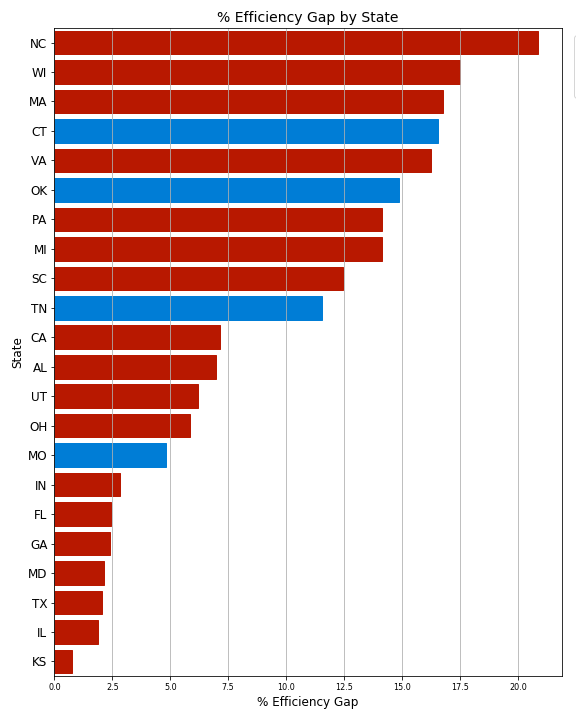 % Efficiency Gap by State
NC
WI
MA
CT
VA
OK
PA
MI
SC
TN
CA
AL
UT
OH
MO
IN
FL
GA
MD
TX
IL
KS
State
0.0 2.5 5.0 7.5 10.0 12.5 15.0 17.5 20.0
% Efficiency Gap